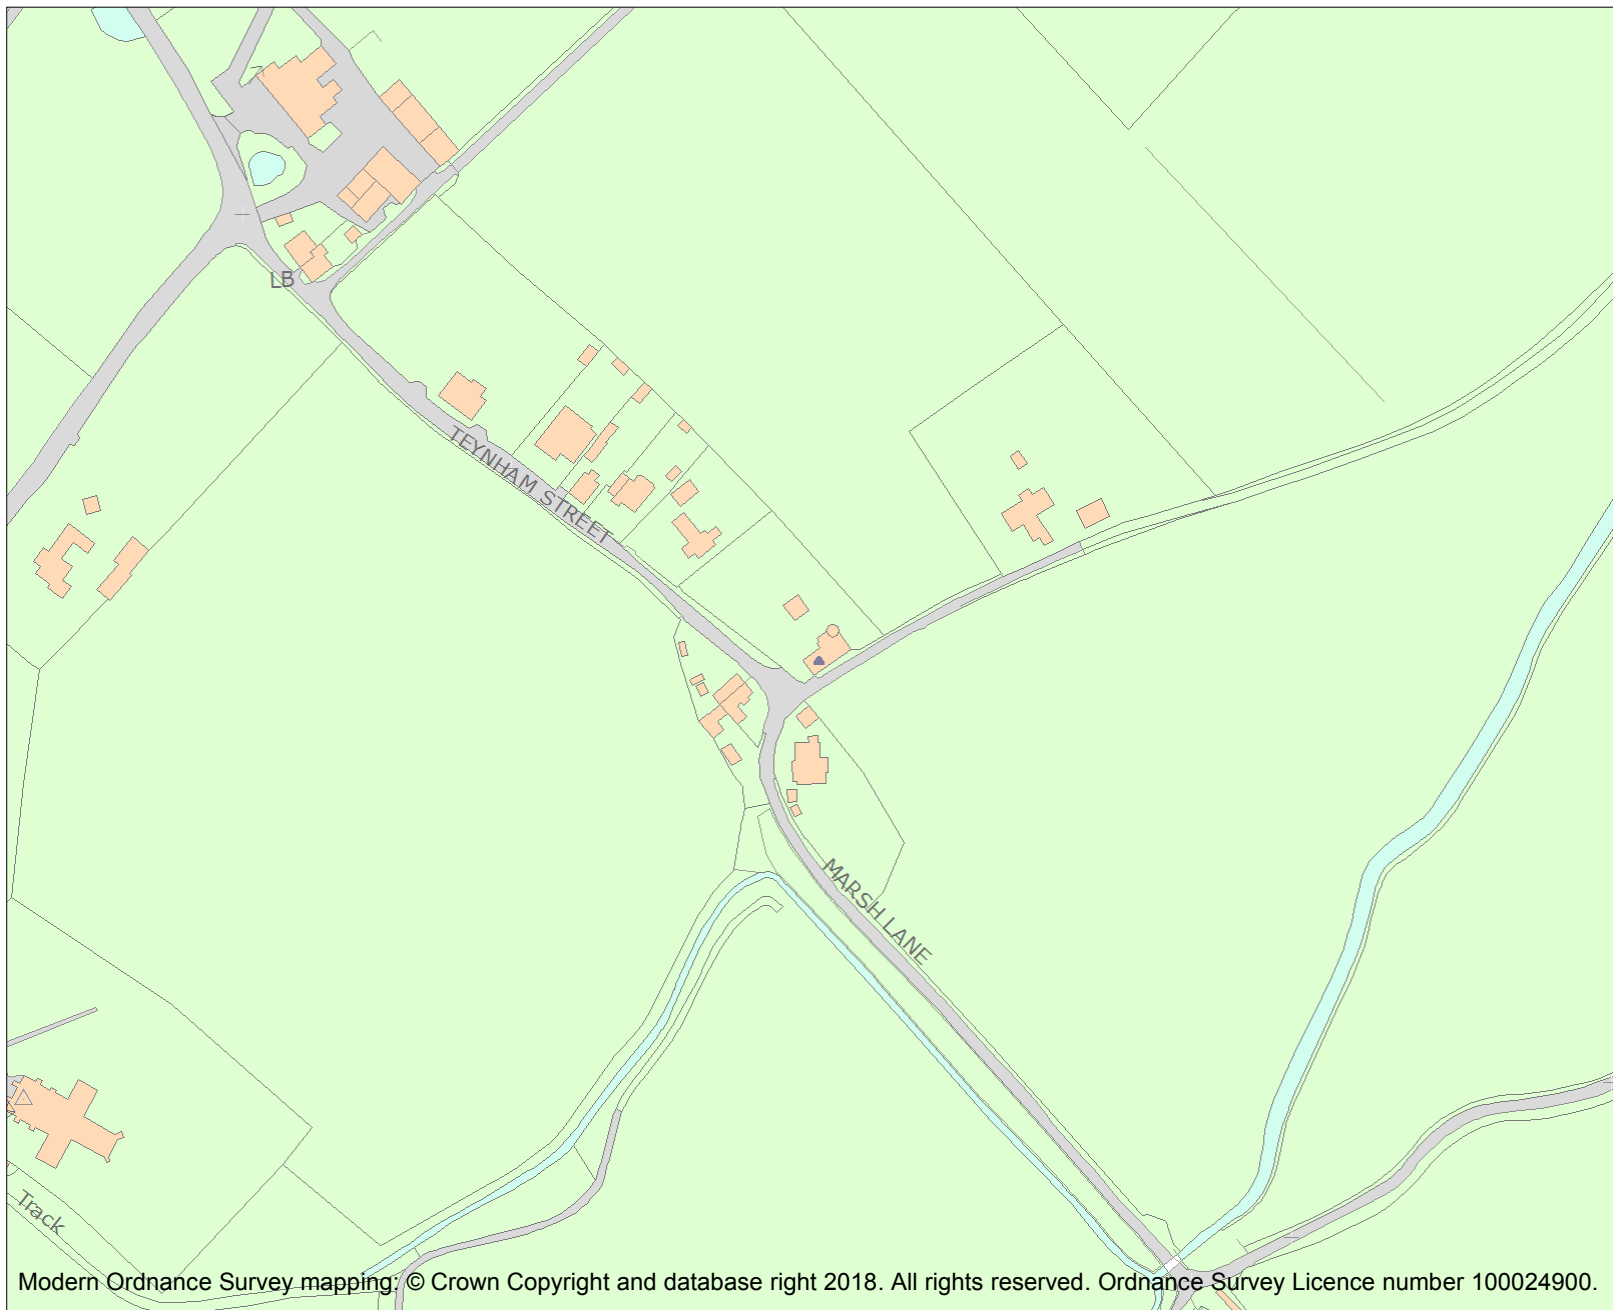 LB
TEYNHAM STREET
MARSH LANE
Track
Modern Ordnance Survey mapping: © Crown Copyright and database right 2018. All rights reserved. Ordnance Survey Licence number 100024900.